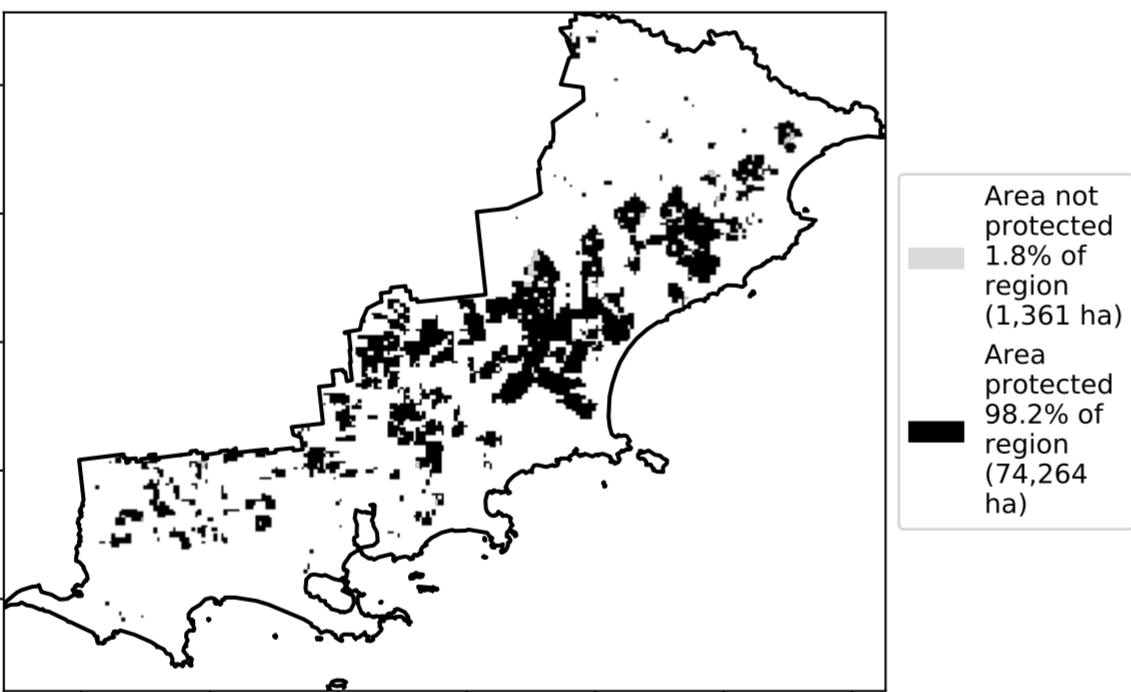 Area not
protected
1.8% of
region
(1,361 ha)
Area
protected
98.2% of
region
(74,264
ha)